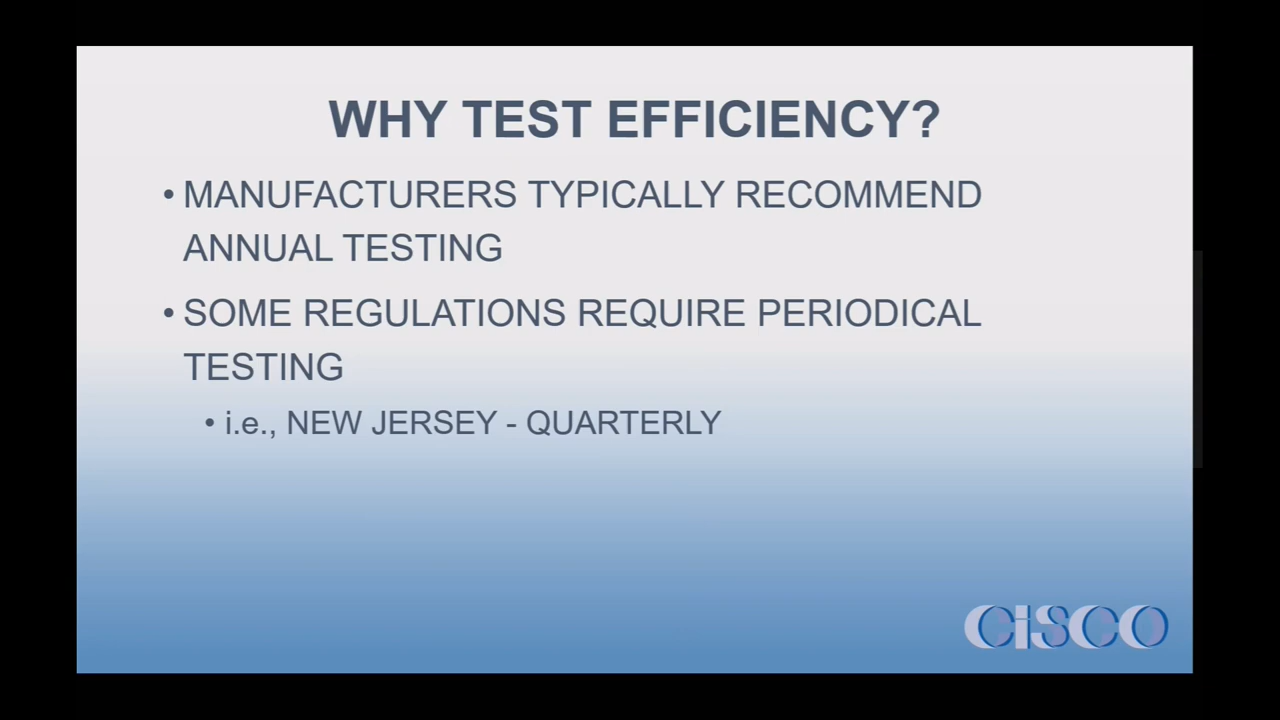 WHY TEST EFFICIENCY?
• MANUFACTURERS TYPICALLY RECOMMEND
ANNUAL TESTING
• SOME REGULATIONS REQUIRE PERIODICAL
TESTING
• i.e., NEW JERSEY - QUARTERLY
CiSCO